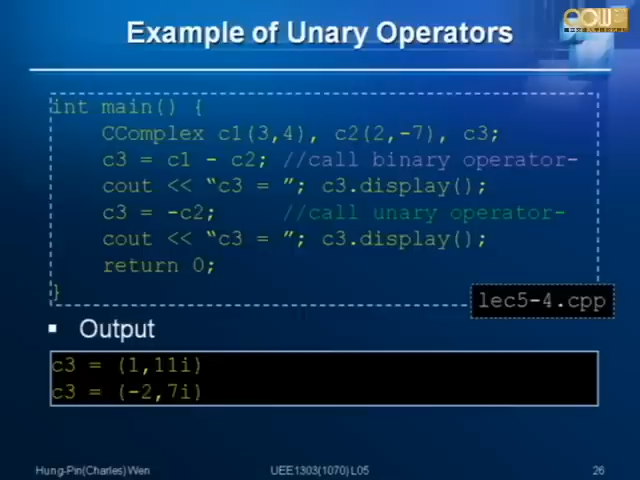 Example of Unary Operators
int main() {
CComplex c1(3,4), c2(2,-7), c3;
c3 = c1 - c2; //call binary operator-
cout << “c3 = ”; c3.display();
c3 = -c2; //call unary operator-
cout << “c3 = ”; c3.display();
return 0;
}
lec5-4.cpp
▪ Output
c3 = (1,11i)
c3 = (-2,7i)
Hung-Pin(Charles) Wen
UEE1303(1070) L05
26